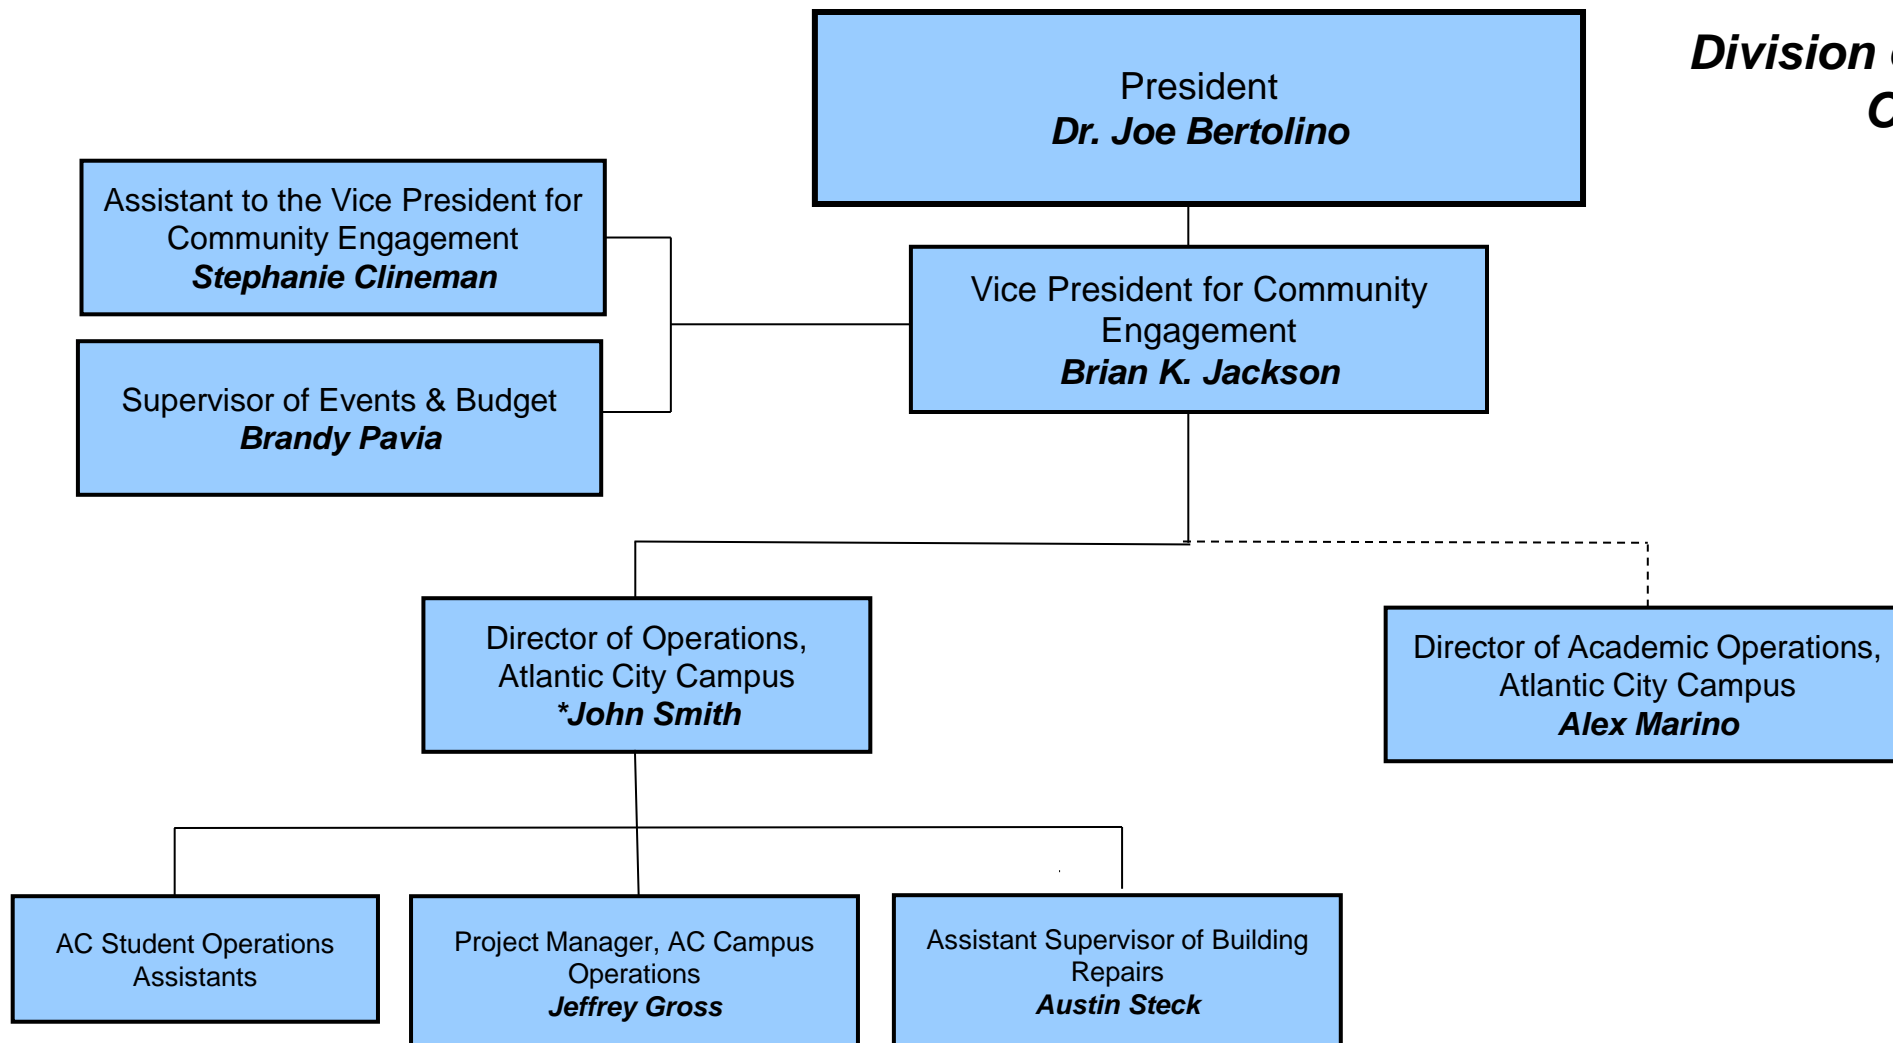 Division
President
Dr. Joe Bertolino
Assistant to the Vice President for
Community Engagement
Stephanie Clineman
Vice President for Community
Engagement
Brian K. Jackson
Supervisor of Events & Budget
Brandy Pavia
Director of Operations,
Atlantic City Campus
*John Smith
Director of Academic Operations,
Atlantic City Campus
Alex Marino
AC Student Operations
Assistants
Project Manager, AC Campus
Operations
Jeffrey Gross
Assistant Supervisor of Building
Repairs
Austin Steck